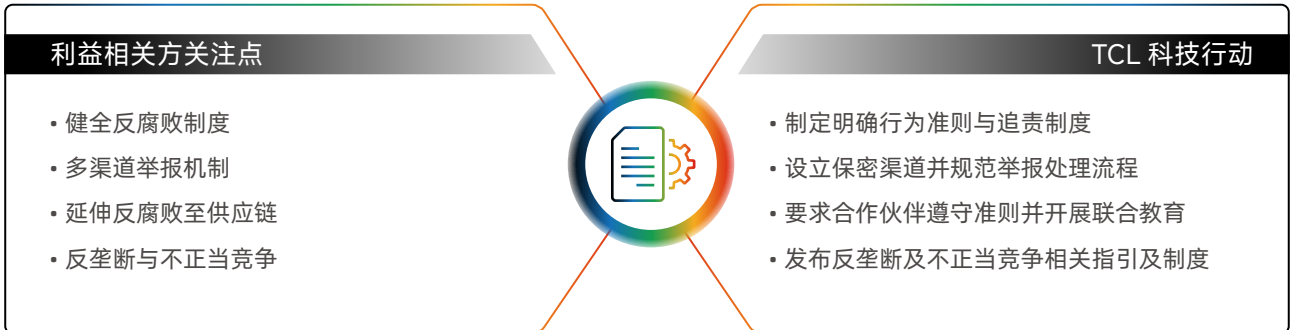 利益相关方关注点
• 健全反腐败制度
• 多渠道举报机制
• 延伸反腐败至供应链
• 反垄断与不正当竞争
TCL 科技行动
• 制定明确行为准则与追责制度
• 设立保密渠道并规范举报处理流程
• 要求合作伙伴遵守准则并开展联合教育
• 发布反垄断及不正当竞争相关指引及制度